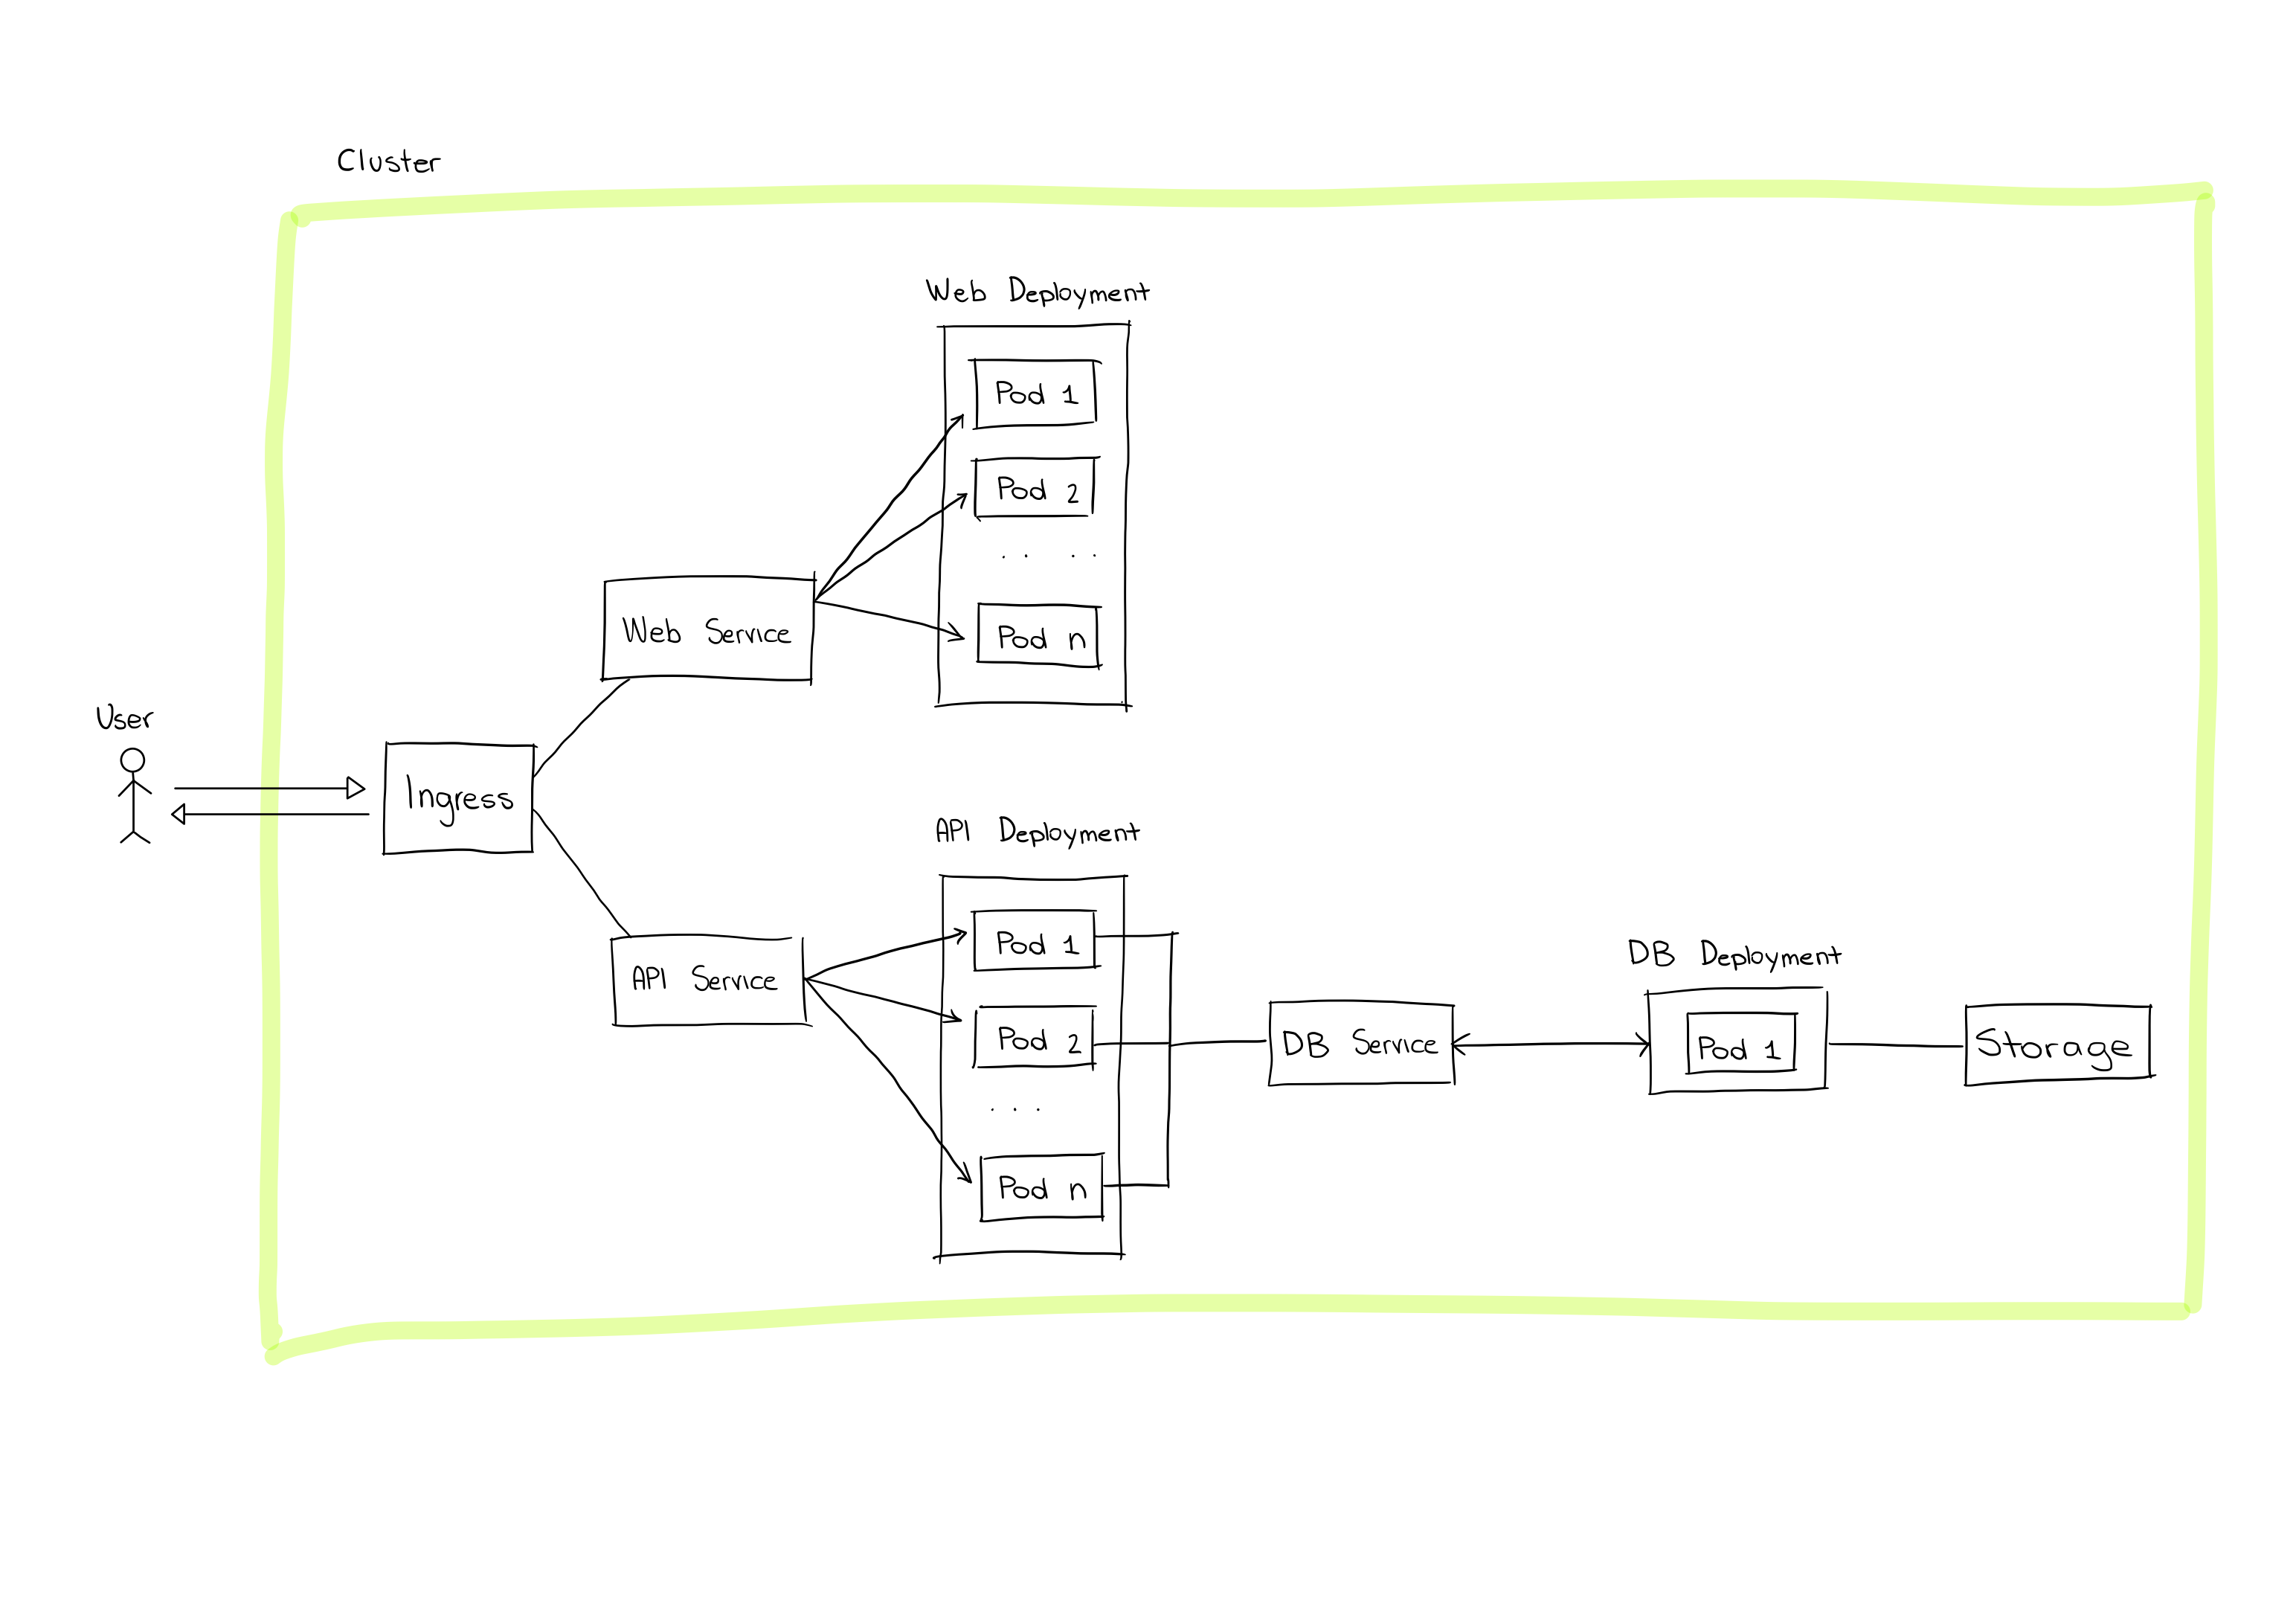 Cluster
Web Deployment
Pod 1
Pod 2
. . . .
Pod n
Web Service
User
Ingress
API Deployment
API Service
Pod 1
Pod 2
. . .
Pod n
DB Service
DB Deployment
Pod 1
Storage